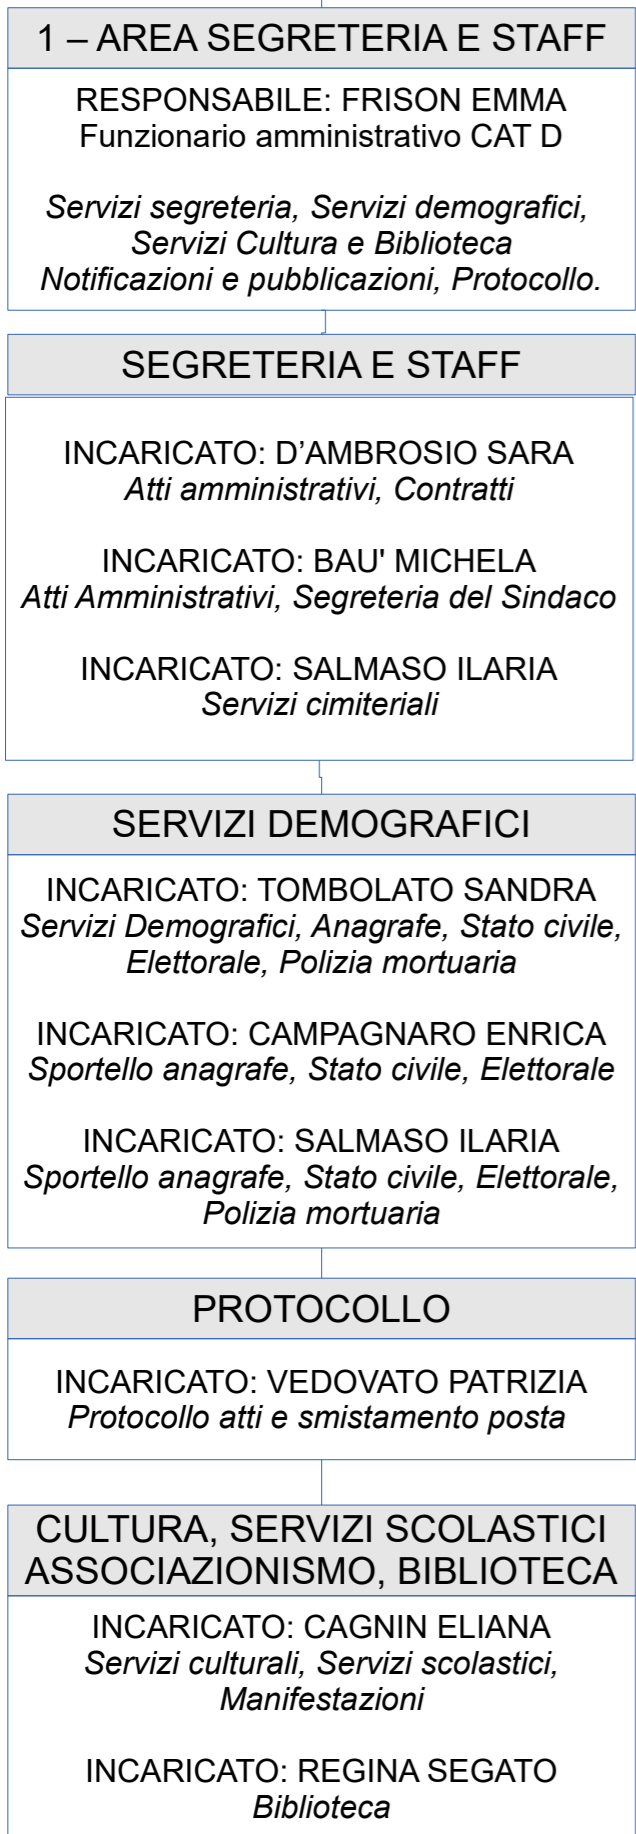 1 – AREA SEGRETERIA E STAFF
RESPONSABILE: FRISON EMMA
Funzionario amministrativo CAT D
Servizi segreteria, Servizi demografici,
Servizi Cultura e Biblioteca
Notificazioni e pubblicazioni, Protocollo.
SEGRETERIA E STAFF
INCARICATO: D’AMBROSIO SARA
Atti amministrativi, Contratti
INCARICATO: BAU' MICHELA
Atti Amministrativi, Segreteria del Sindaco
INCARICATO: SALMASO ILARIA
Servizi cimiteriali
SERVIZI DEMOGRAFICI
INCARICATO: TOMBOLATO SANDRA
Servizi Demografici, Anagrafe, Stato civile,
Elettorale, Polizia mortuaria
INCARICATO: CAMPAGNARO ENRICA
Sportello anagrafe, Stato civile, Elettorale
INCARICATO: SALMASO ILARIA
Sportello anagrafe, Stato civile, Elettorale,
Polizia mortuaria
PROTOCOLLO
INCARICATO: VEDOVATO PATRIZIA
Protocollo atti e smistamento posta
CULTURA, SERVIZI SCOLASTICI
ASSOCIAZIONISMO, BIBLIOTECA
INCARICATO: CAGNIN ELIANA
Servizi culturali, Servizi scolastici,
Manifestazioni
INCARICATO: REGINA SEGATO
Biblioteca